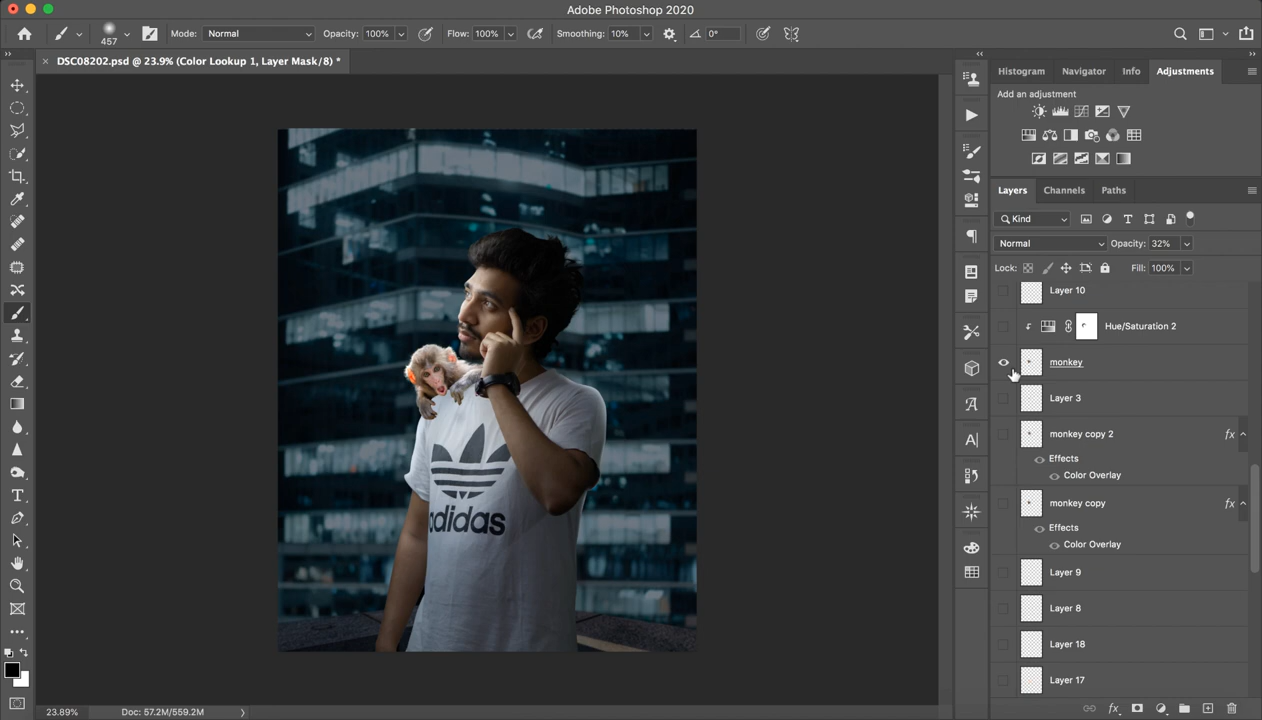 Adobe Photoshop 2020
457
Mode: Normal
Opacity: 100%
Flow: 100%
Smoothing: 10%
0°
× DSC08202.psd @ 23.9% (Color Lookup 1, Layer Mask/8) *
Histogram Navigator Info Adjustments
Add an adjustment
Layers Channels Paths
Kind
Normal
Opacity: 32%
Lock:
Fill: 100%
Layer 10
Hue/Saturation 2
monkey
Layer 3
monkey copy 2 fx
Effects
Color Overlay
monkey copy fx
Effects
Color Overlay
Layer 9
Layer 8
Layer 18
Layer 17
fx
adidas
23.89%
Doc: 57.2M/559.2M